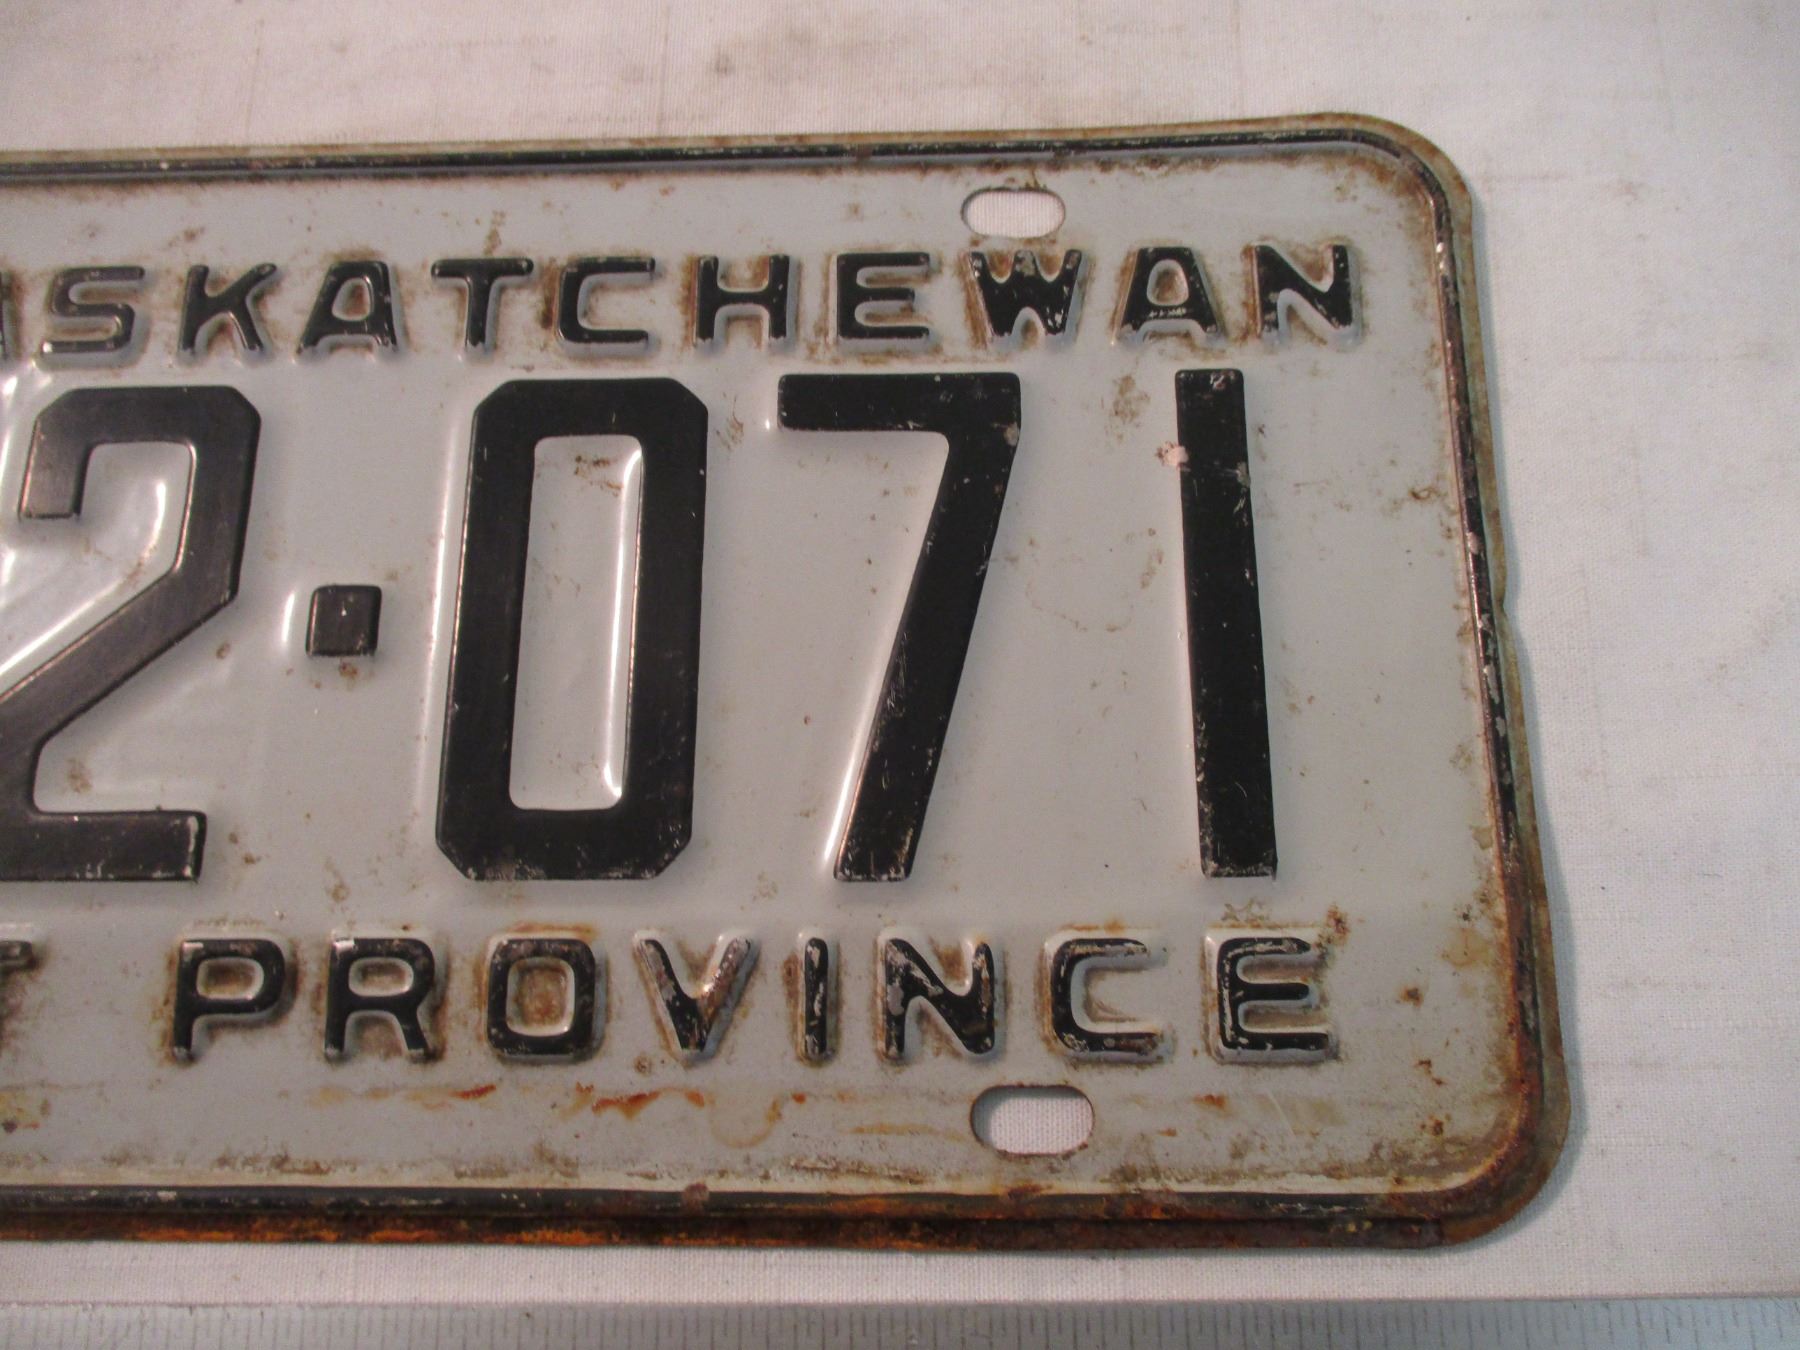 ASKATCHEWAN
2·071
T PROVINCE